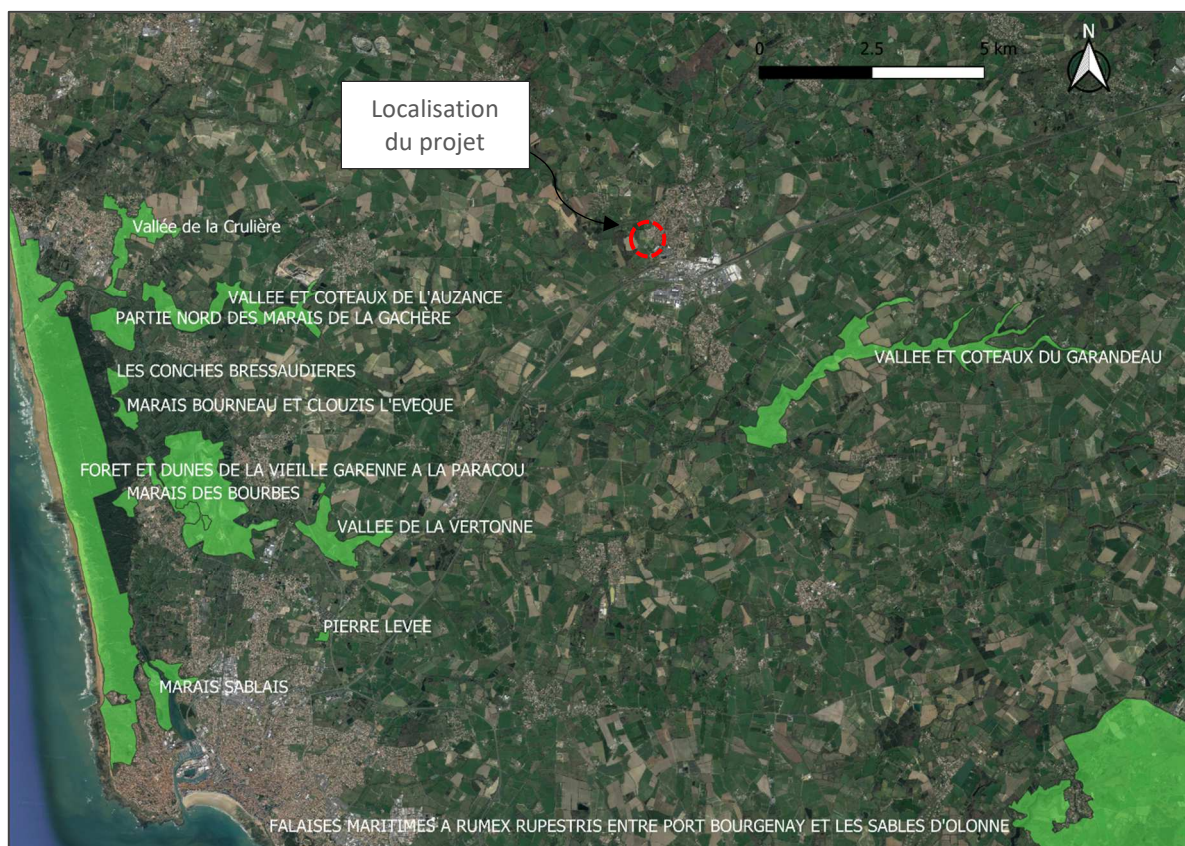 N
0 2.5 5 km
Localisation
du projet
Vallée de la Crulière
VALLEE ET COTEAUX DE L'AUZANCE
PARTIE NORD DES MARAIS DE LA GACHÈRE
VALLEE ET COTEAUX DU GARANDEAU
LES CONCHES BRESSAUDIERES
MARAIS BOURNEAU ET CLOUZIS L'EVEQUE
FORET ET DUNES DE LA VIEILLE GARENNE A LA PARACOU
MARAIS DES BOURBES
VALLEE DE LA VERTONNE
PIERRE LEVEE
MARAIS SABLAIS
FALAISES MARITIMES A RUMEX RUPESTRIS ENTRE PORT BOURGENAY ET LES SABLES D'OLONNE